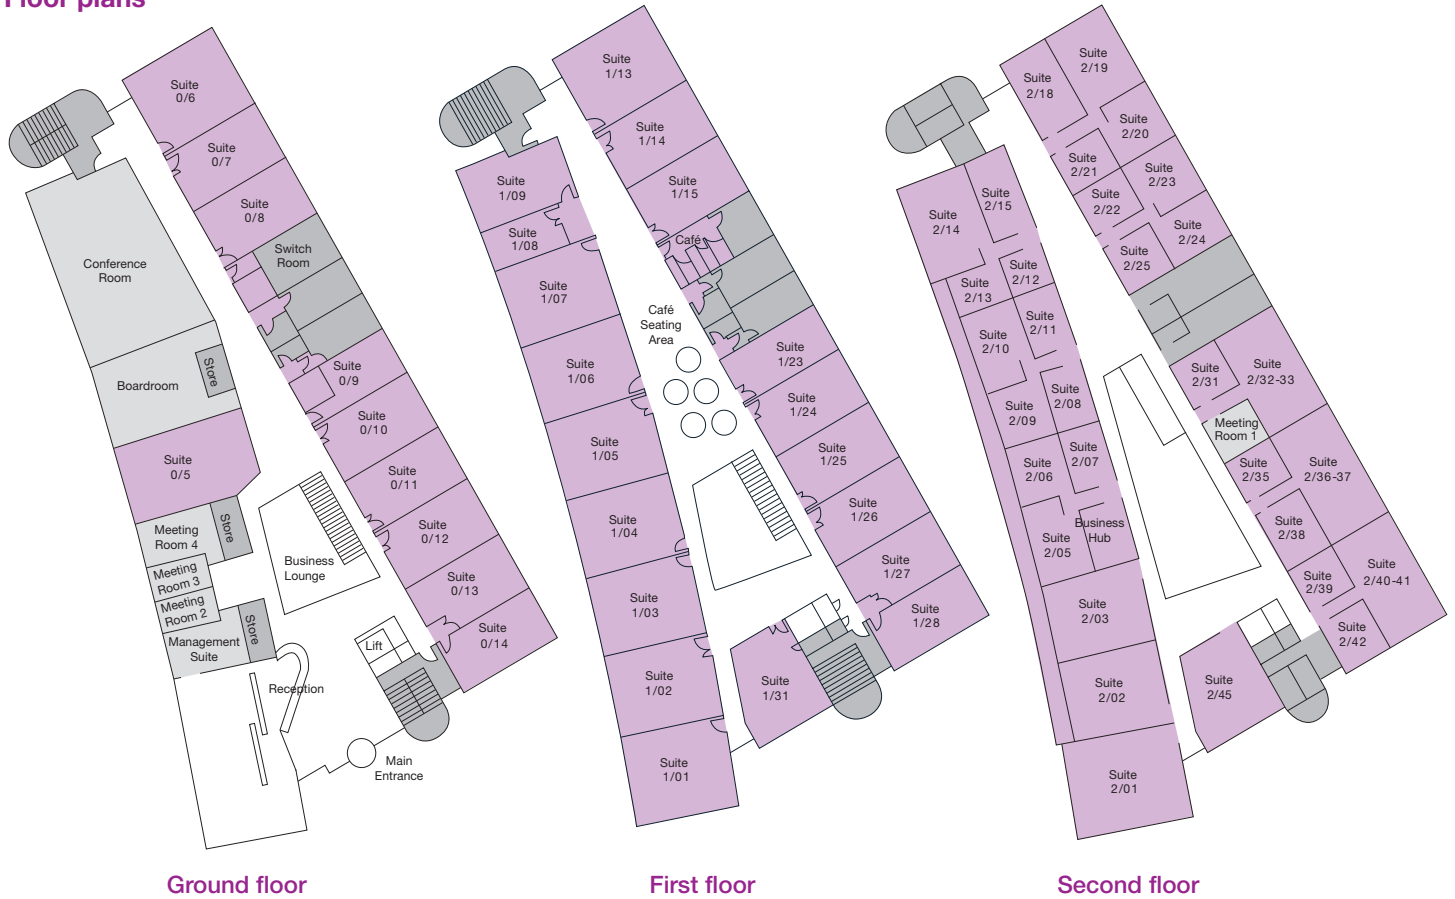 Floor plans
Suite
0/6
Suite
0/7
Suite
0/8
Switch
Room
Conference
Room
Boardroom
Store
Suite
0/9
Suite
0/10
Suite
0/5
Suite
0/11
Meeting
Room 4
Store
Suite
0/12
Meeting
Room 3
Meeting
Room 2
Business
Lounge
Suite
0/13
Management
Suite
Store
Lift
Suite
0/14
Reception
Main
Entrance
Ground floor
Suite
1/13
Suite
1/14
Suite
1/15
Suite
1/09
Suite
1/08
Café
Suite
1/07
Café
Seating
Area
Suite
1/23
Suite
1/06
Suite
1/24
Suite
1/05
Suite
1/25
Suite
1/04
Suite
1/26
Suite
1/27
Suite
1/03
Suite
1/28
Suite
1/02
Suite
1/31
Suite
1/01
First floor
Suite
2/19
Suite
2/18
Suite
2/20
Suite
2/21
Suite
2/23
Suite
2/22
Suite
2/24
Suite
2/25
Suite
2/15
Suite
2/14
Suite
2/12
Suite
2/13
Suite
2/11
Suite
2/10
Suite
2/31
Suite
2/32-33
Suite
2/08
Suite
2/09
Meeting
Room 1
Suite
2/07
Suite
2/06
Suite
2/35
Suite
2/36-37
Business
Hub
Suite
2/05
Suite
2/38
Suite
2/39
Suite
2/40-41
Suite
2/03
Suite
2/42
Suite
2/02
Suite
2/45
Suite
2/01
Second floor